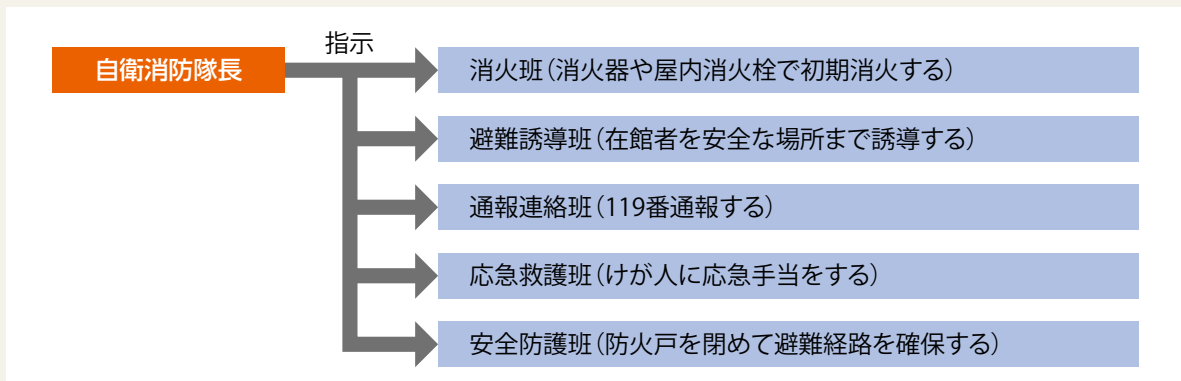 指示
自衛消防隊長
消火班（消火器や屋内消火栓で初期消火する）
避難誘導班（在館者を安全な場所まで誘導する）
通報連絡班（119番通報する）
応急救護班（けが人に応急手当をする）
安全防護班（防火戸を閉めて避難経路を確保する）